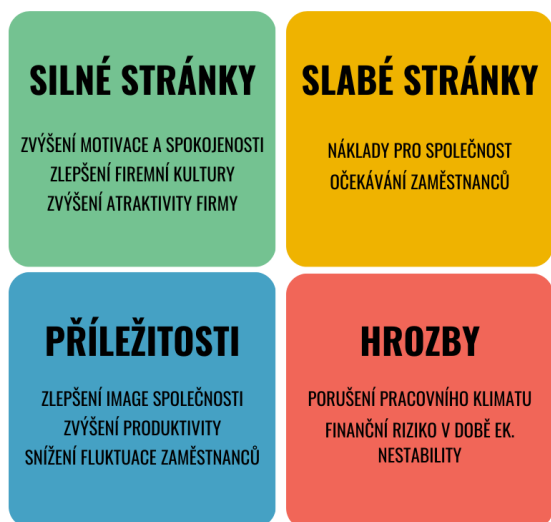 SILNÉ STRÁNKY
ZVÝŠENÍ MOTIVACE A SPOKOJENOSTI
ZLEPŠENÍ FIREMNÍ KULTURY
ZVÝŠENÍ ATRAKTIVITY FIRMY
SLABÉ STRÁNKY
NÁKLADY PRO SPOLEČNOST
OČEKÁVÁNÍ ZAMĚSTNANCŮ
PŘÍLEŽITOSTI
ZLEPŠENÍ IMAGE SPOLEČNOSTI
ZVÝŠENÍ PRODUKTIVITY
SNÍŽENÍ FLUKTUACE ZAMĚSTNANCŮ
HROZBY
PORUŠENÍ PRACOVNÍHO KLIMATU
FINANČNÍ RIZIKO V DOBĚ EK.
NESTABILITY